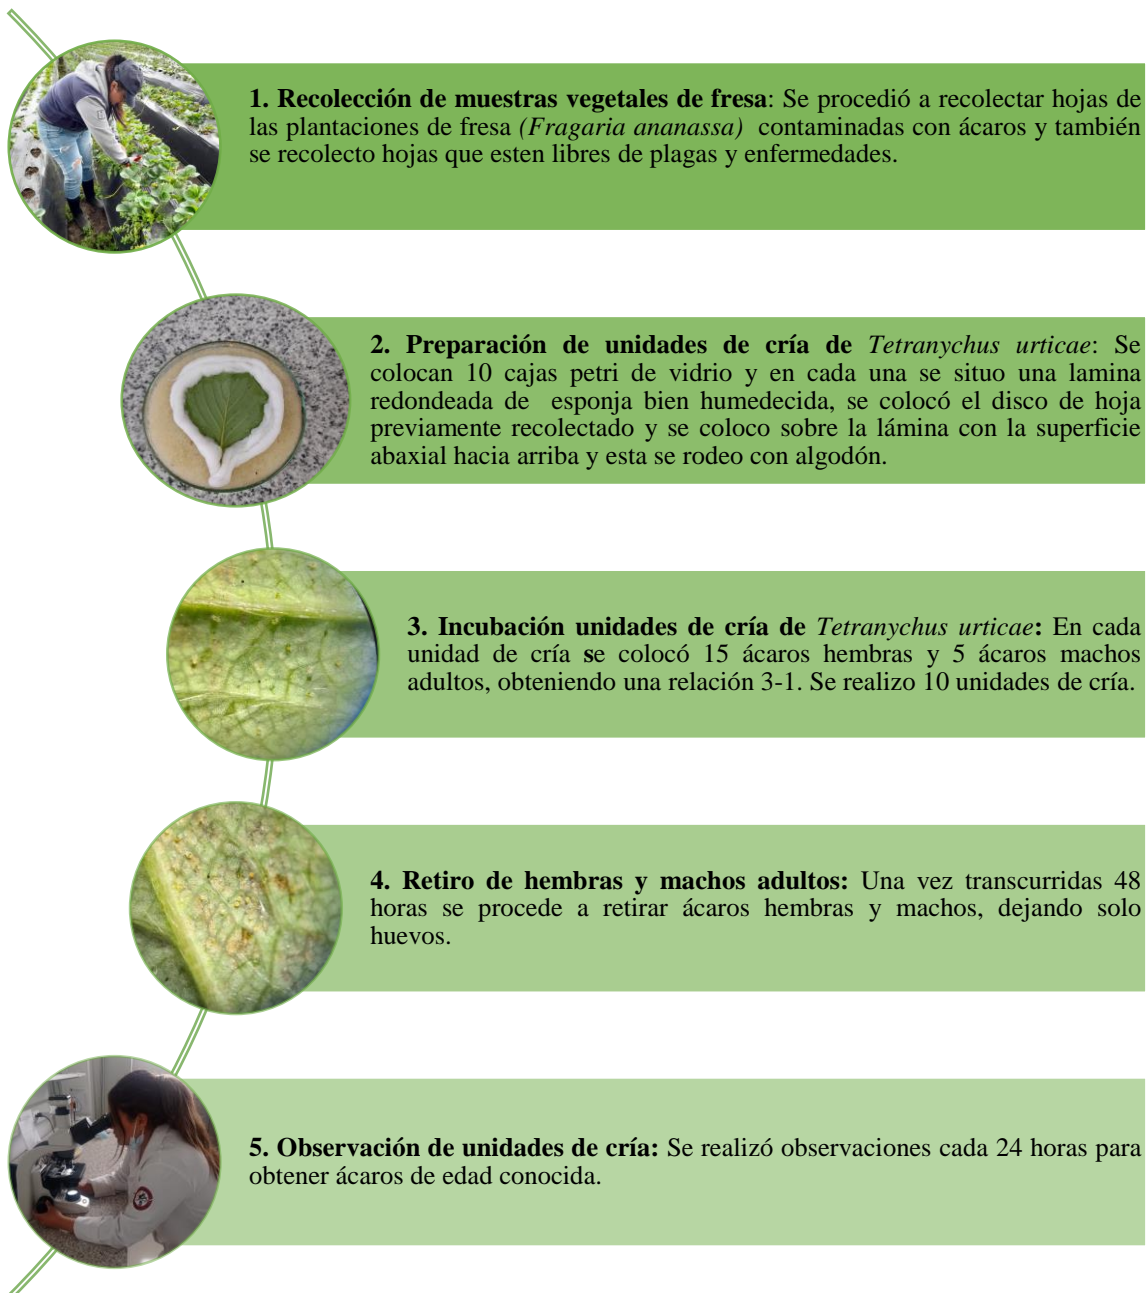 1. Recolección de muestras vegetales de fresa: Se procedió a recolectar hojas de
las plantaciones de fresa (Fragaria ananassa) contaminadas con ácaros y también
se recolecto hojas que esten libres de plagas y enfermedades.
2. Preparación de unidades de cría de Tetranychus urticae: Se
colocan 10 cajas petri de vidrio y en cada una se situo una lamina
redondeada de esponja bien humedecida, se colocó el disco de hoja
previamente recolectado y se coloco sobre la lámina con la superficie
abaxial hacia arriba y esta se rodeo con algodón.
3. Incubación unidades de cría de Tetranychus urticae: En cada
unidad de cría se colocó 15 ácaros hembras y 5 ácaros machos
adultos, obteniendo una relación 3-1. Se realizo 10 unidades de cría.
4. Retiro de hembras y machos adultos: Una vez transcurridas 48
horas se procede a retirar ácaros hembras y machos, dejando solo
huevos.
5. Observación de unidades de cría: Se realizó observaciones cada 24 horas para
obtener ácaros de edad conocida.